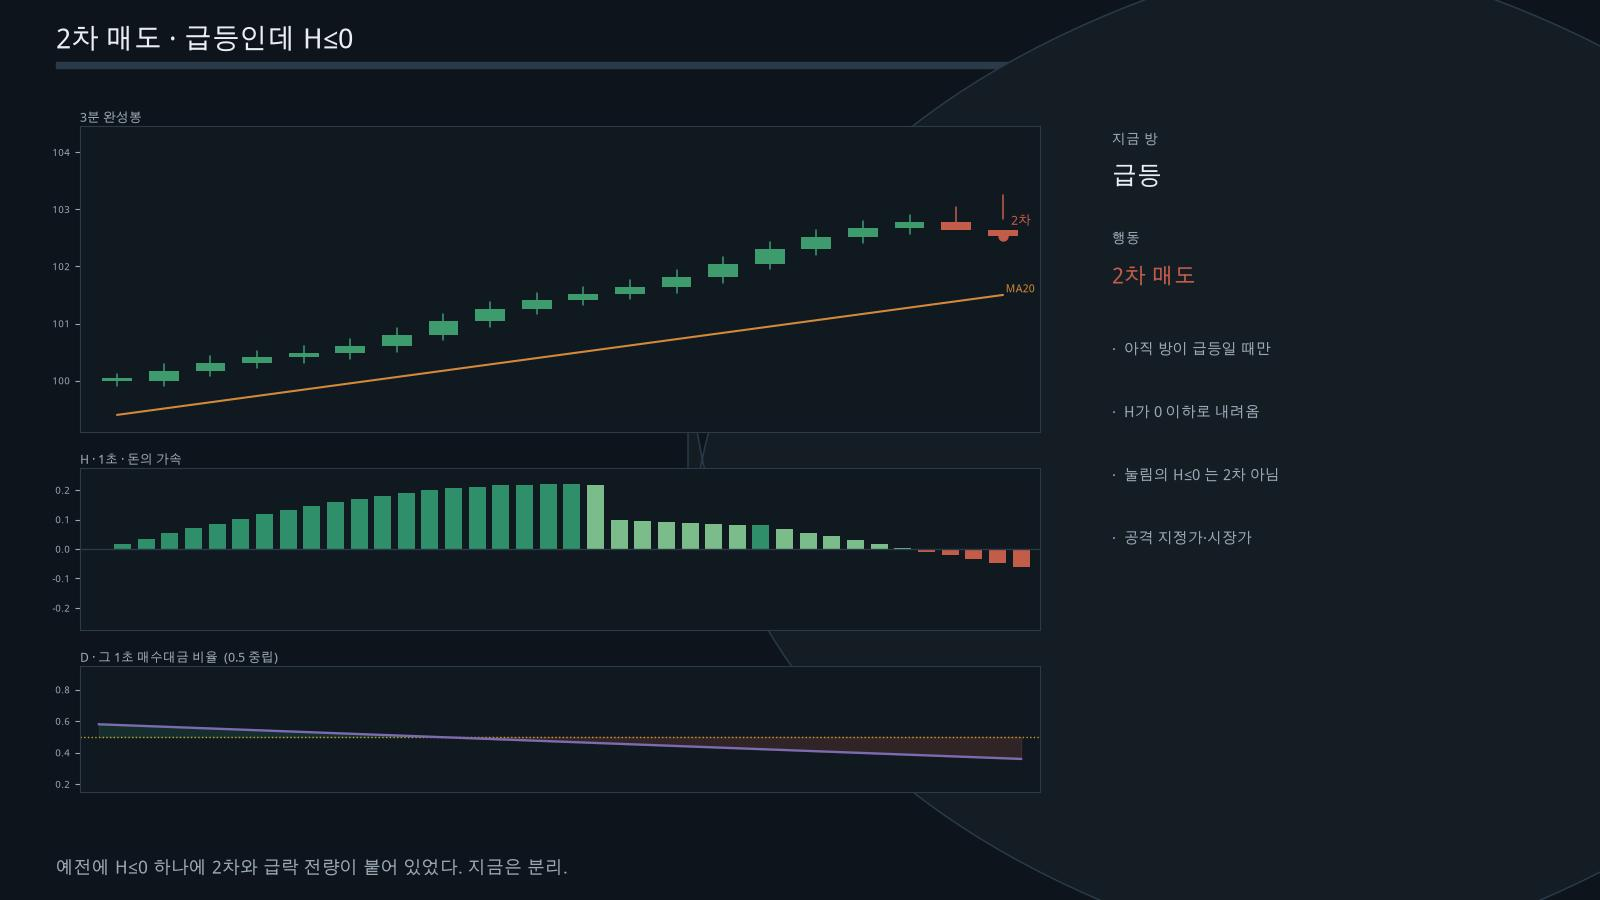 2차 매도 · 급등인데 H≤0
3분 완성봉
104
103
102
101
100
2차
MA20
H · 1초 · 돈의 가속
0.2
0.1
0.0
-0.1
-0.2
D · 그 1초 매수대금 비율 (0.5 중립)
0.8
0.6
0.4
0.2
지금 방
급등
행동
2차 매도
· 아직 방이 급등일 때만
· H가 0 이하로 내려옴
· 눌림의 H≤0 는 2차 아님
· 공격 지정가·시장가
예전에 H≤0 하나에 2차와 급락 전량이 붙어 있었다. 지금은 분리.